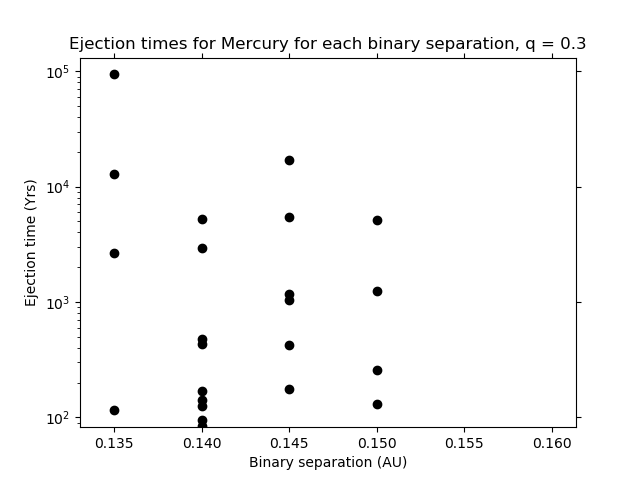 Ejection times for Mercury for each binary separation, q = 0.3
10^5
10^4
10^3
10^2
Ejection time (Yrs)
0.135 0.140 0.145 0.150 0.155 0.160
Binary separation (AU)